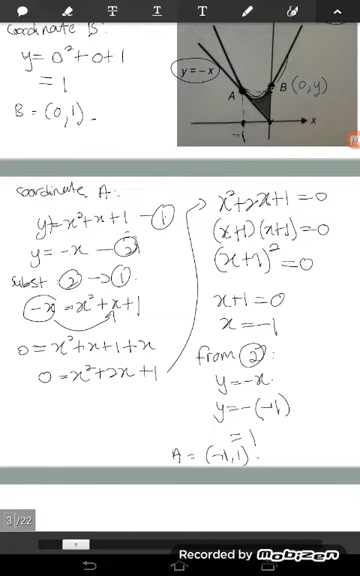 Coordinate B:
y = 0² + 0 + 1
= 1
B = (0,1).
y = -x
A
B (0,y)
-1
x
Coordinate A:
y = x² + x + 1 — ①
y = -x — ②
subst ② → ①
-x = x² + x + 1
0 = x² + x + 1 + x
0 = x² + 2x + 1
x² + 2x + 1 = 0
(x+1)(x+1) = 0
(x+1)² = 0
x+1 = 0
x = -1
from ②:
y = -x
y = -(-1)
= 1
A = (-1,1).
3 /22
Recorded by Mobizen